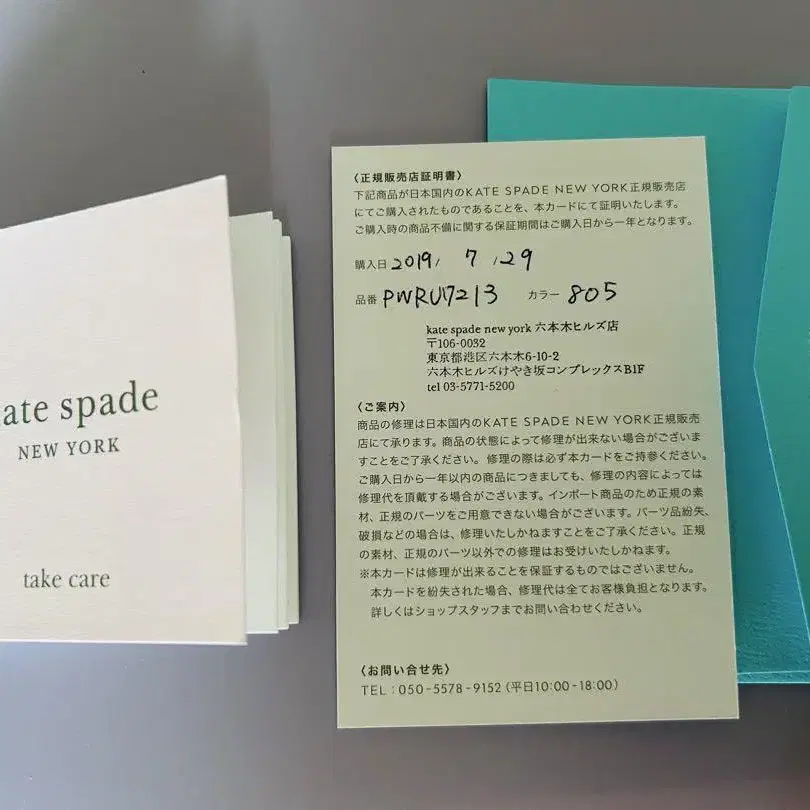 ate spade
NEW YORK
take care
〈正規販売店証明書〉
下記商品が日本国内のKATE SPADE NEW YORK正規販売店
にてご購入されたものであることを、本カードにて証明いたします。
ご購入時の商品不備に関する保証期間はご購入日から一年となります。
購入日 2019/ 7 /29
品番 PWRU17213 カラー 805
kate spade new york 六本木ヒルズ店
〒106-0032
東京都港区六本木6-10-2
六本木ヒルズけやき坂コンプレックスB1F
tel 03-5771-5200
〈ご案内〉
商品の修理は日本国内のKATE SPADE NEW YORK正規販売
店にて承ります。商品の状態によって修理が出来ない場合がございま
すことをご了承ください。修理の際は必ず本カードをご持参ください。
ご購入日から一年以内の商品につきましても、修理の内容によっては
修理代を頂戴する場合がございます。インポート商品のため正規の素
材、正規のパーツをご用意できない場合がございます。パーツ品紛失、
破損などの場合は、修理いたしかねますことをご了承ください。正規
の素材、正規のパーツ以外での修理はお受けいたしかねます。
※本カードは修理が出来ることを保証するものではございません。
本カードを紛失された場合、修理代は全てお客様負担となります。
詳しくはショップスタッフまでお問い合わせください。
〈お問い合せ先〉
TEL：050-5578-9152（平日10:00-18:00）